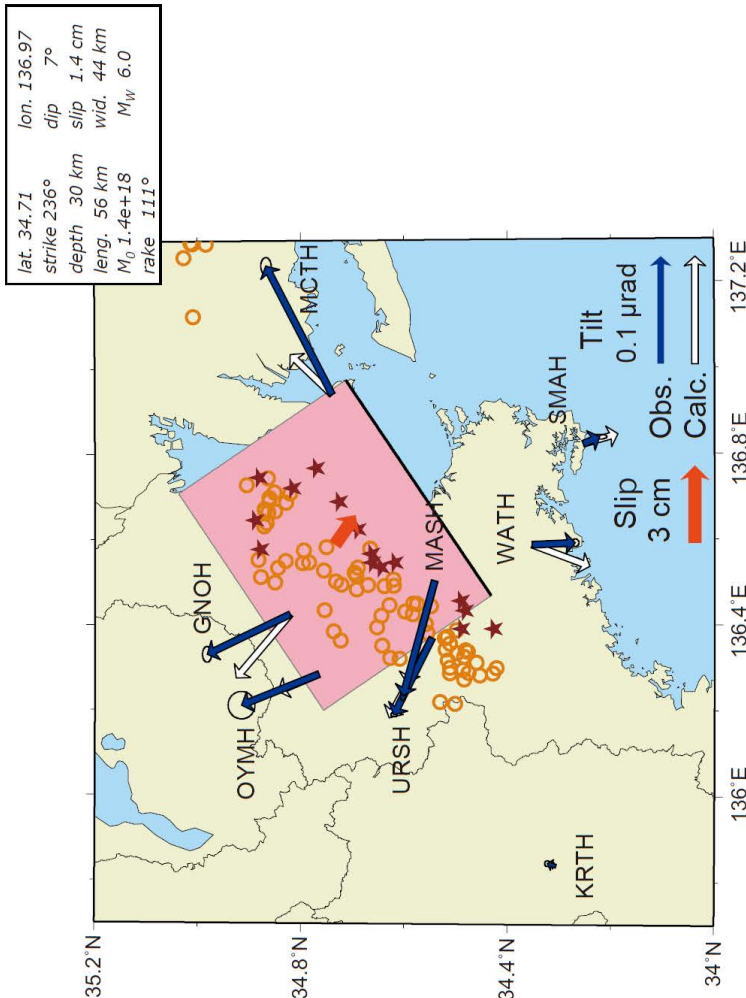 lat. 34.71 lon. 136.97
strike 236° dip 7°
depth 30 km slip 1.4 cm
leng. 56 km wid. 44 km
M₀ 1.4e+18 Mw 6.0
rake 111°
35.2°N
34.8°N
34.4°N
34°N
136°E
136.4°E
136.8°E
137.2°E
OYMH
GNOH
MCTH
URSH
MASH
WATH
SMAH
KRTH
Slip
3 cm
Tilt
0.1 μrad
Obs.
Calc.